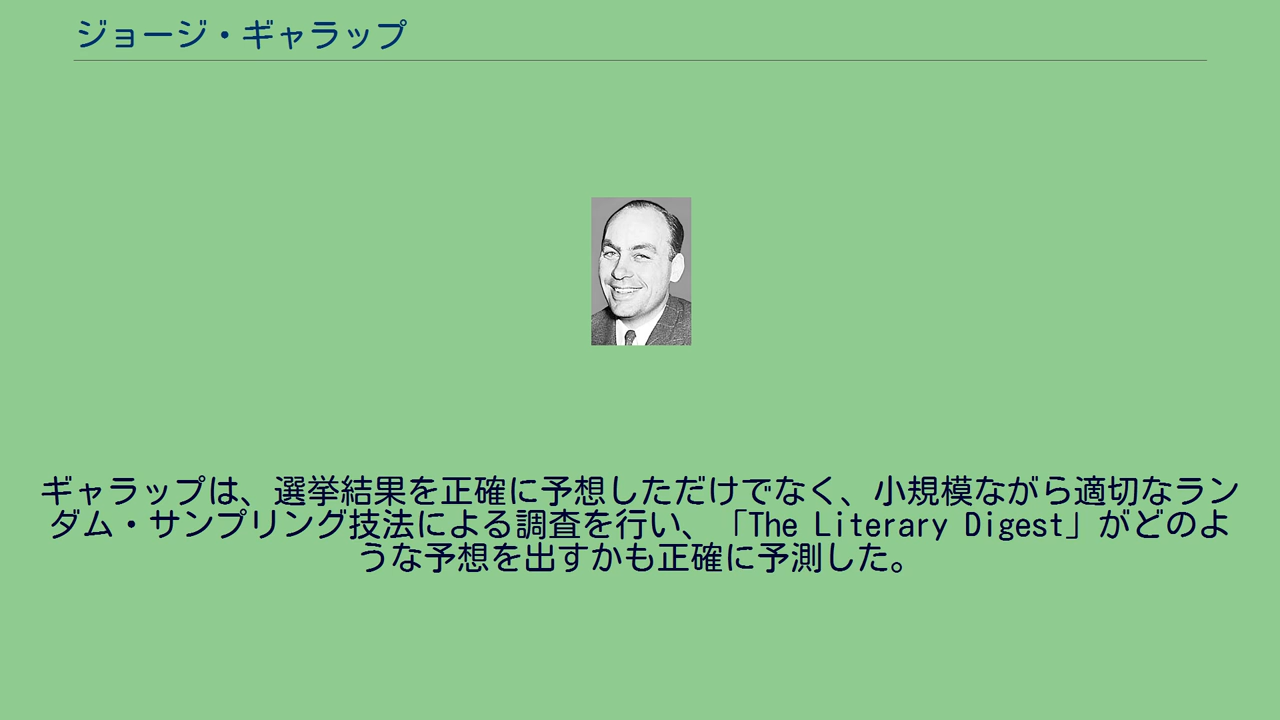 ジョージ・ギャラップ
ギャラップは、選挙結果を正確に予想しただけでなく、小規模ながら適切なラン
ダム・サンプリング技法による調査を行い、「The Literary Digest」がどのよ
うな予想を出すかも正確に予測した。